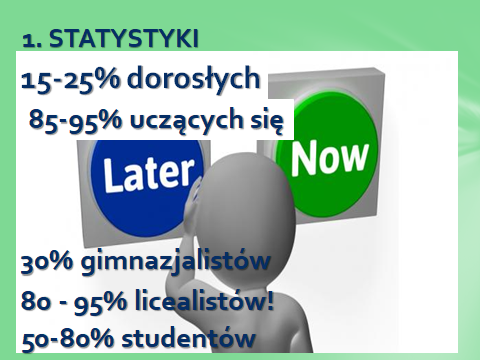 1. STATYSTYKI
15-25% dorosłych
85-95% uczących się
Later
Now
30% gimnazjalistów
80 - 95% licealistów!
50-80% studentów